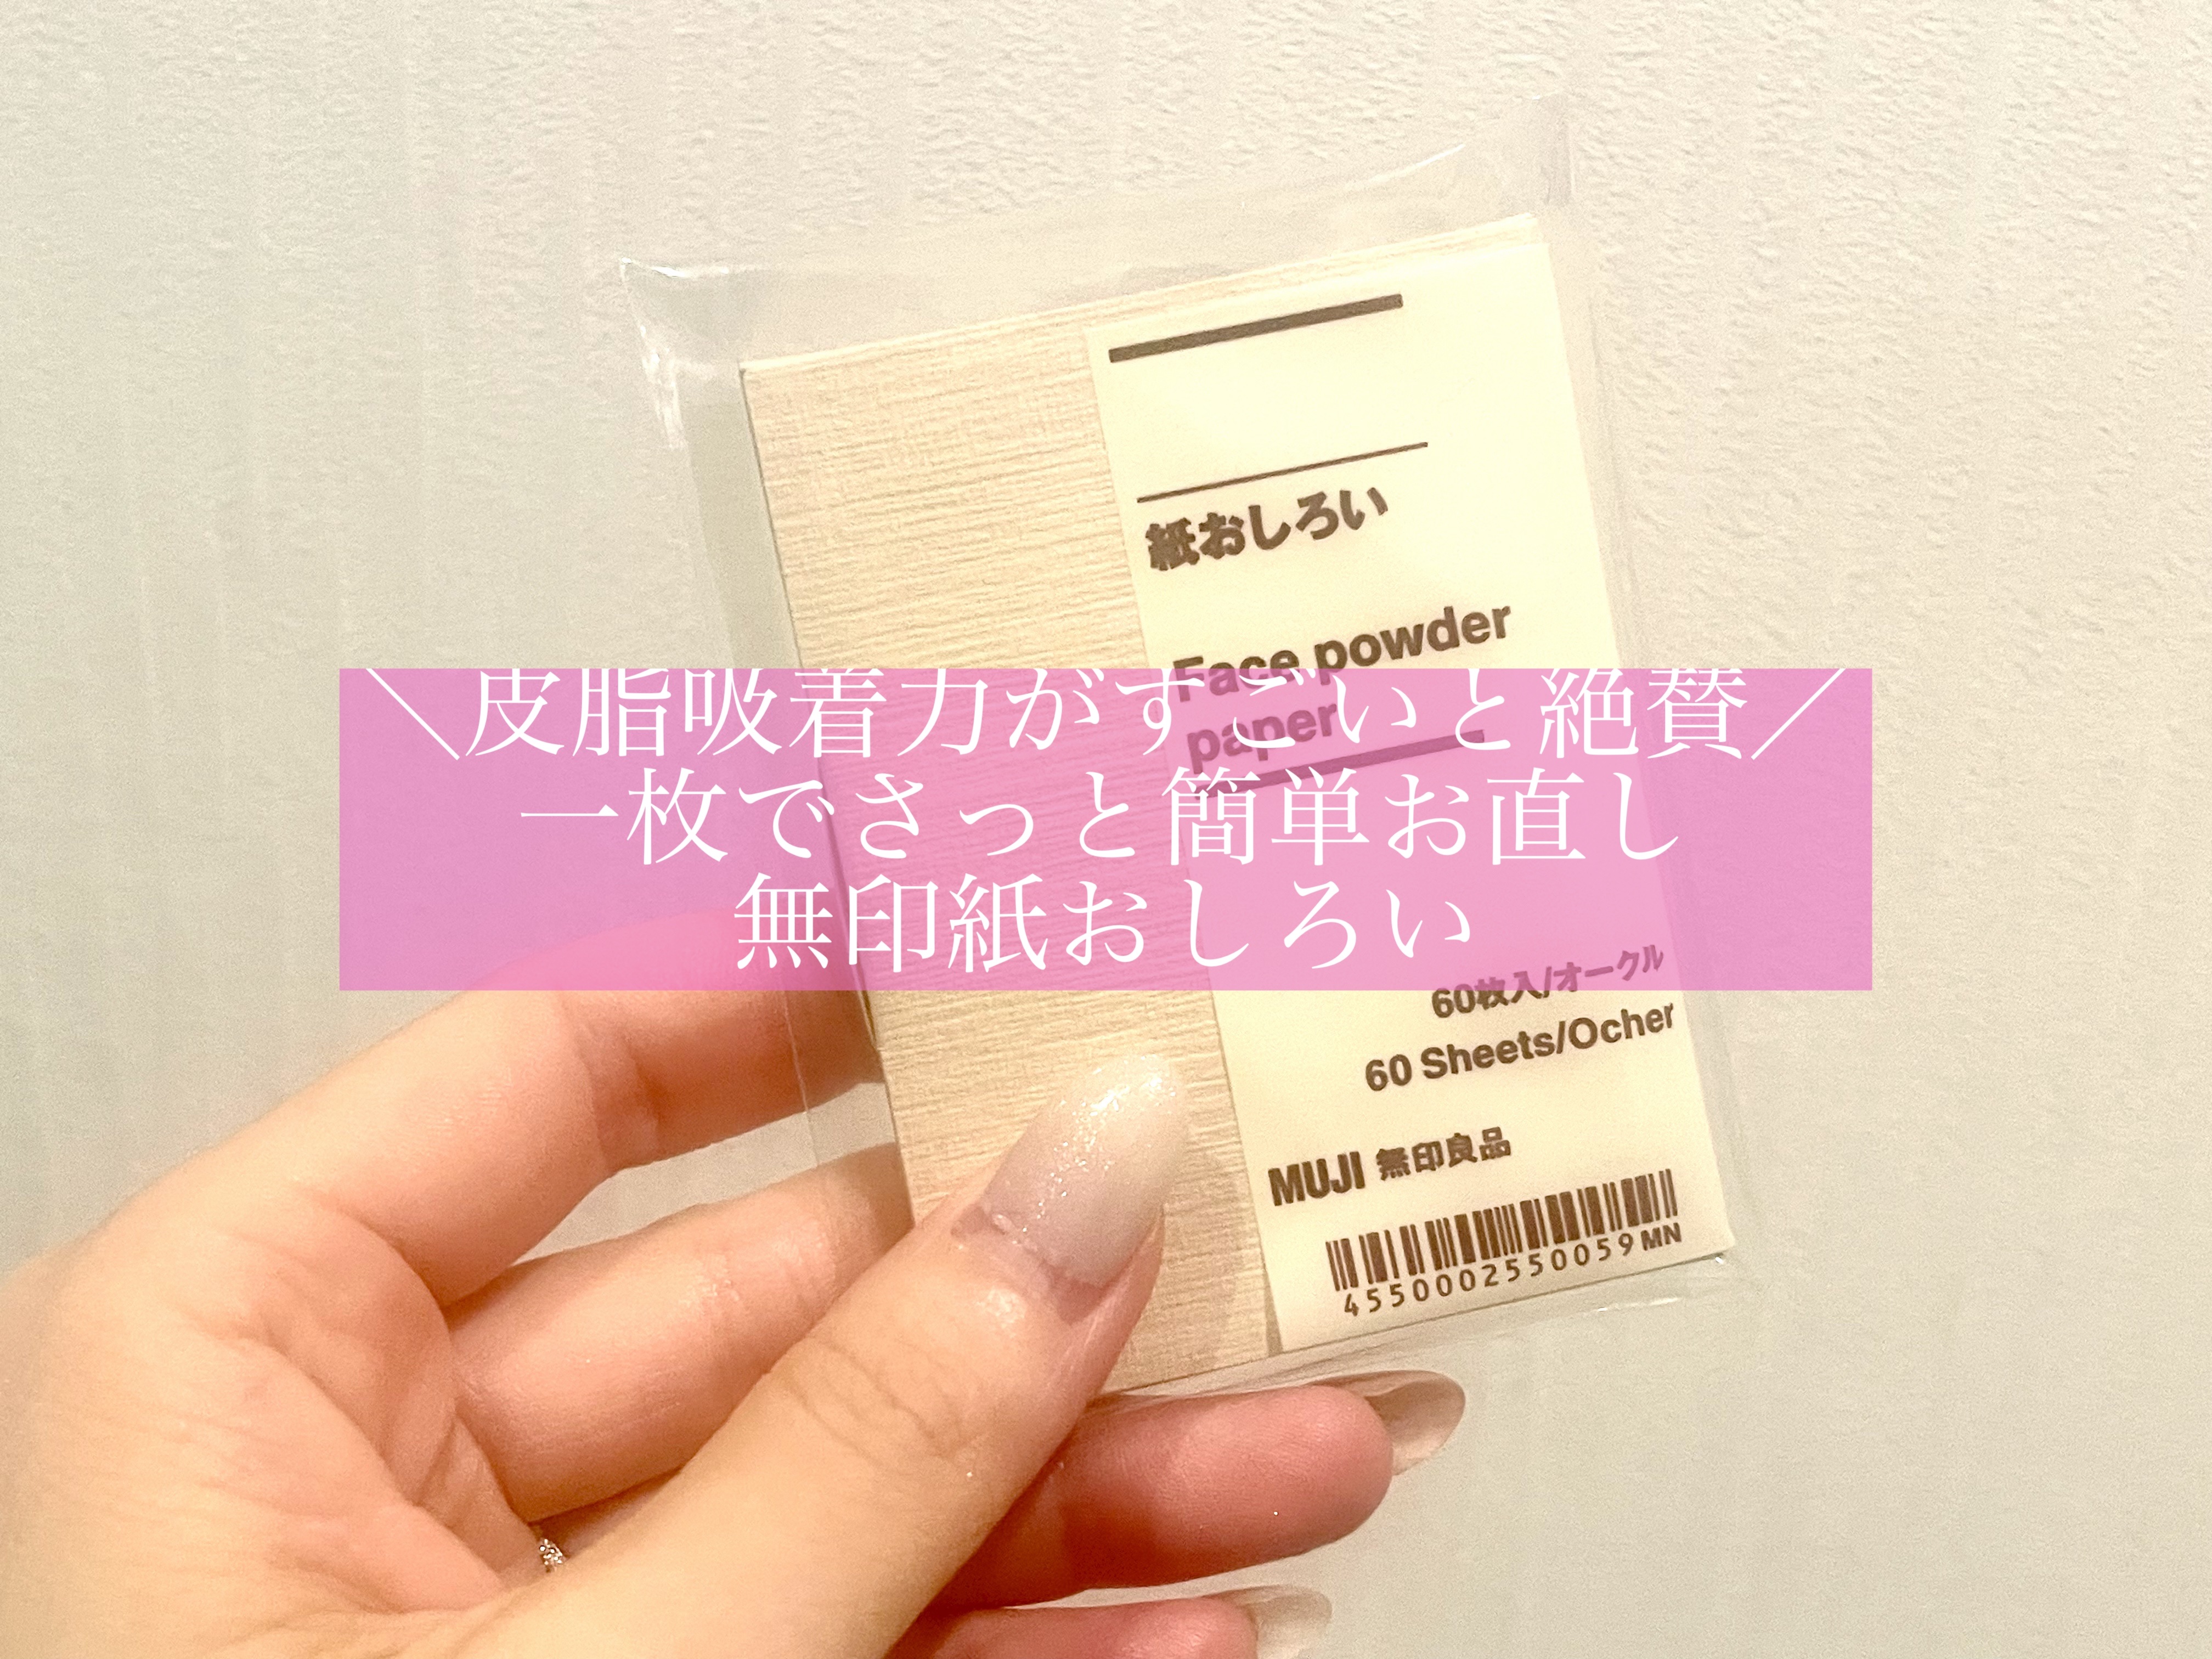 紙おしろい
Face powder
paper
＼皮脂吸着力がすごいと絶賛／
一枚でさっと簡単お直し
無印紙おしろい
60枚入/オークル
60 Sheets/Ocher
MUJI 無印良品
4550002550059MN